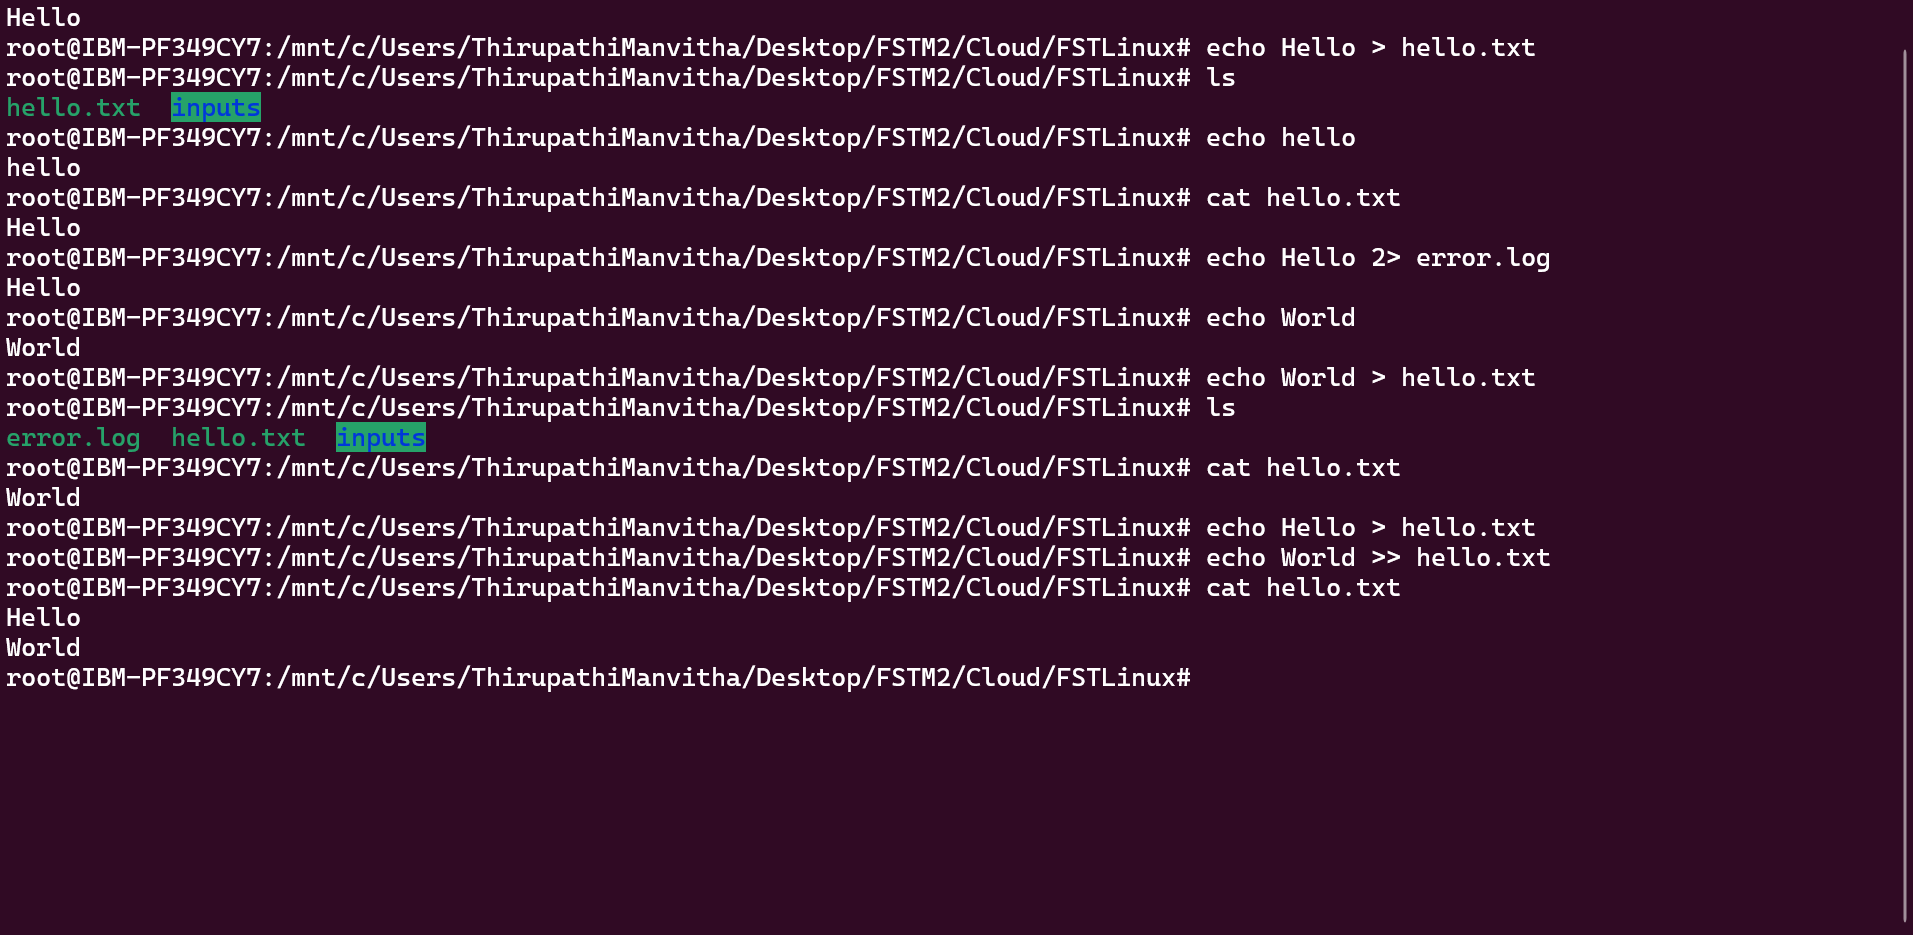 Hello
root@IBM-PF349CY7:/mnt/c/Users/ThirupathiManvitha/Desktop/FSTM2/Cloud/FSTLinux# echo Hello > hello.txt
root@IBM-PF349CY7:/mnt/c/Users/ThirupathiManvitha/Desktop/FSTM2/Cloud/FSTLinux# ls
hello.txt  inputs
root@IBM-PF349CY7:/mnt/c/Users/ThirupathiManvitha/Desktop/FSTM2/Cloud/FSTLinux# echo hello
hello
root@IBM-PF349CY7:/mnt/c/Users/ThirupathiManvitha/Desktop/FSTM2/Cloud/FSTLinux# cat hello.txt
Hello
root@IBM-PF349CY7:/mnt/c/Users/ThirupathiManvitha/Desktop/FSTM2/Cloud/FSTLinux# echo Hello 2> error.log
Hello
root@IBM-PF349CY7:/mnt/c/Users/ThirupathiManvitha/Desktop/FSTM2/Cloud/FSTLinux# echo World
World
root@IBM-PF349CY7:/mnt/c/Users/ThirupathiManvitha/Desktop/FSTM2/Cloud/FSTLinux# echo World > hello.txt
root@IBM-PF349CY7:/mnt/c/Users/ThirupathiManvitha/Desktop/FSTM2/Cloud/FSTLinux# ls
error.log  hello.txt  inputs
root@IBM-PF349CY7:/mnt/c/Users/ThirupathiManvitha/Desktop/FSTM2/Cloud/FSTLinux# cat hello.txt
World
root@IBM-PF349CY7:/mnt/c/Users/ThirupathiManvitha/Desktop/FSTM2/Cloud/FSTLinux# echo Hello > hello.txt
root@IBM-PF349CY7:/mnt/c/Users/ThirupathiManvitha/Desktop/FSTM2/Cloud/FSTLinux# echo World >> hello.txt
root@IBM-PF349CY7:/mnt/c/Users/ThirupathiManvitha/Desktop/FSTM2/Cloud/FSTLinux# cat hello.txt
Hello
World
root@IBM-PF349CY7:/mnt/c/Users/ThirupathiManvitha/Desktop/FSTM2/Cloud/FSTLinux#